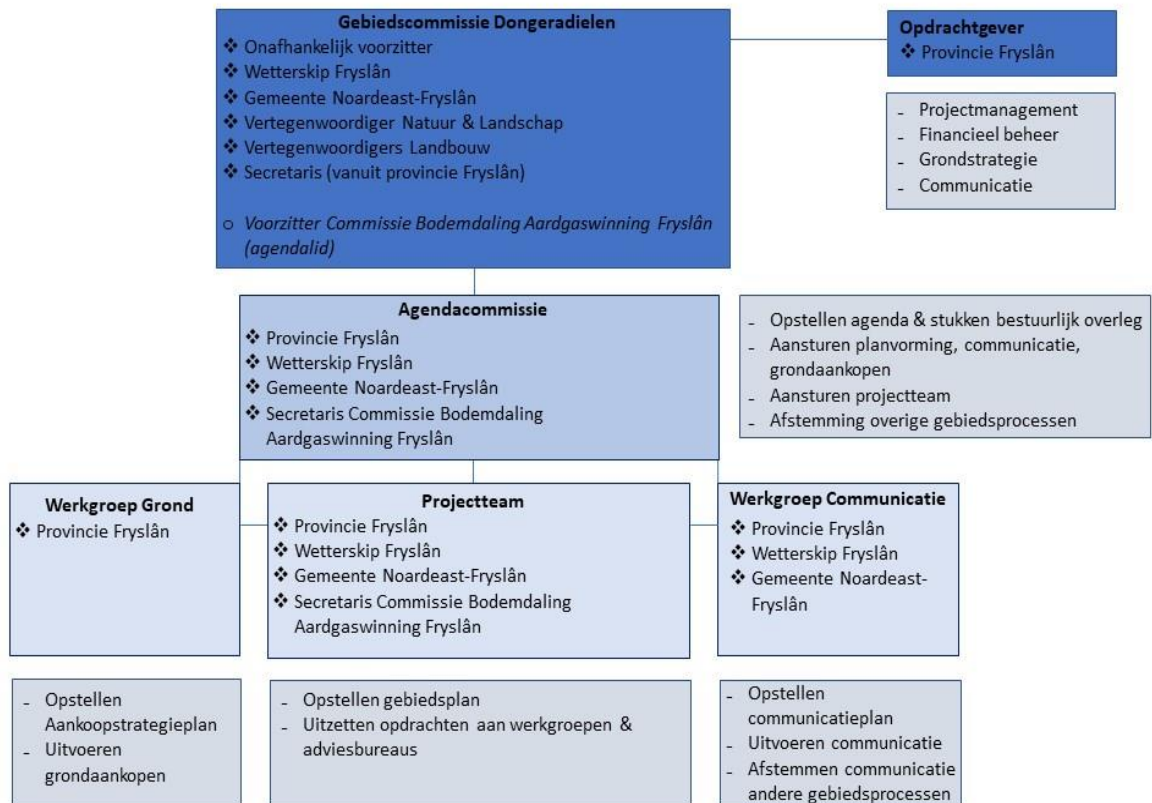 Gebiedscommissie Dongeradielen
❖ Onafhankelijk voorzitter
❖ Wetterskip Fryslân
❖ Gemeente Noardeast-Fryslân
❖ Vertegenwoordiger Natuur & Landschap
❖ Vertegenwoordigers Landbouw
❖ Secretaris (vanuit provincie Fryslân)
o Voorzitter Commissie Bodemdaling Aardgaswinning Fryslân
(agendalid)
Opdrachtgever
❖ Provincie Fryslân
- Projectmanagement
- Financieel beheer
- Grondstrategie
- Communicatie
Agendacommissie
❖ Provincie Fryslân
❖ Wetterskip Fryslân
❖ Gemeente Noardeast-Fryslân
❖ Secretaris Commissie Bodemdaling
Aardgaswinning Fryslân
- Opstellen agenda & stukken bestuurlijk overleg
- Aansturen planvorming, communicatie,
grondaankopen
- Aansturen projectteam
- Afstemming overige gebiedsprocessen
Werkgroep Grond
❖ Provincie Fryslân
Projectteam
❖ Provincie Fryslân
❖ Wetterskip Fryslân
❖ Gemeente Noardeast-Fryslân
❖ Secretaris Commissie Bodemdaling
Aardgaswinning Fryslân
Werkgroep Communicatie
❖ Provincie Fryslân
❖ Wetterskip Fryslân
❖ Gemeente Noardeast-
Fryslân
- Opstellen
Aankoopstrategieplan
- Uitvoeren
grondaankopen
- Opstellen gebiedsplan
- Uitzetten opdrachten aan werkgroepen &
adviesbureaus
- Opstellen
communicatieplan
- Uitvoeren communicatie
- Afstemmen communicatie
andere gebiedsprocessen